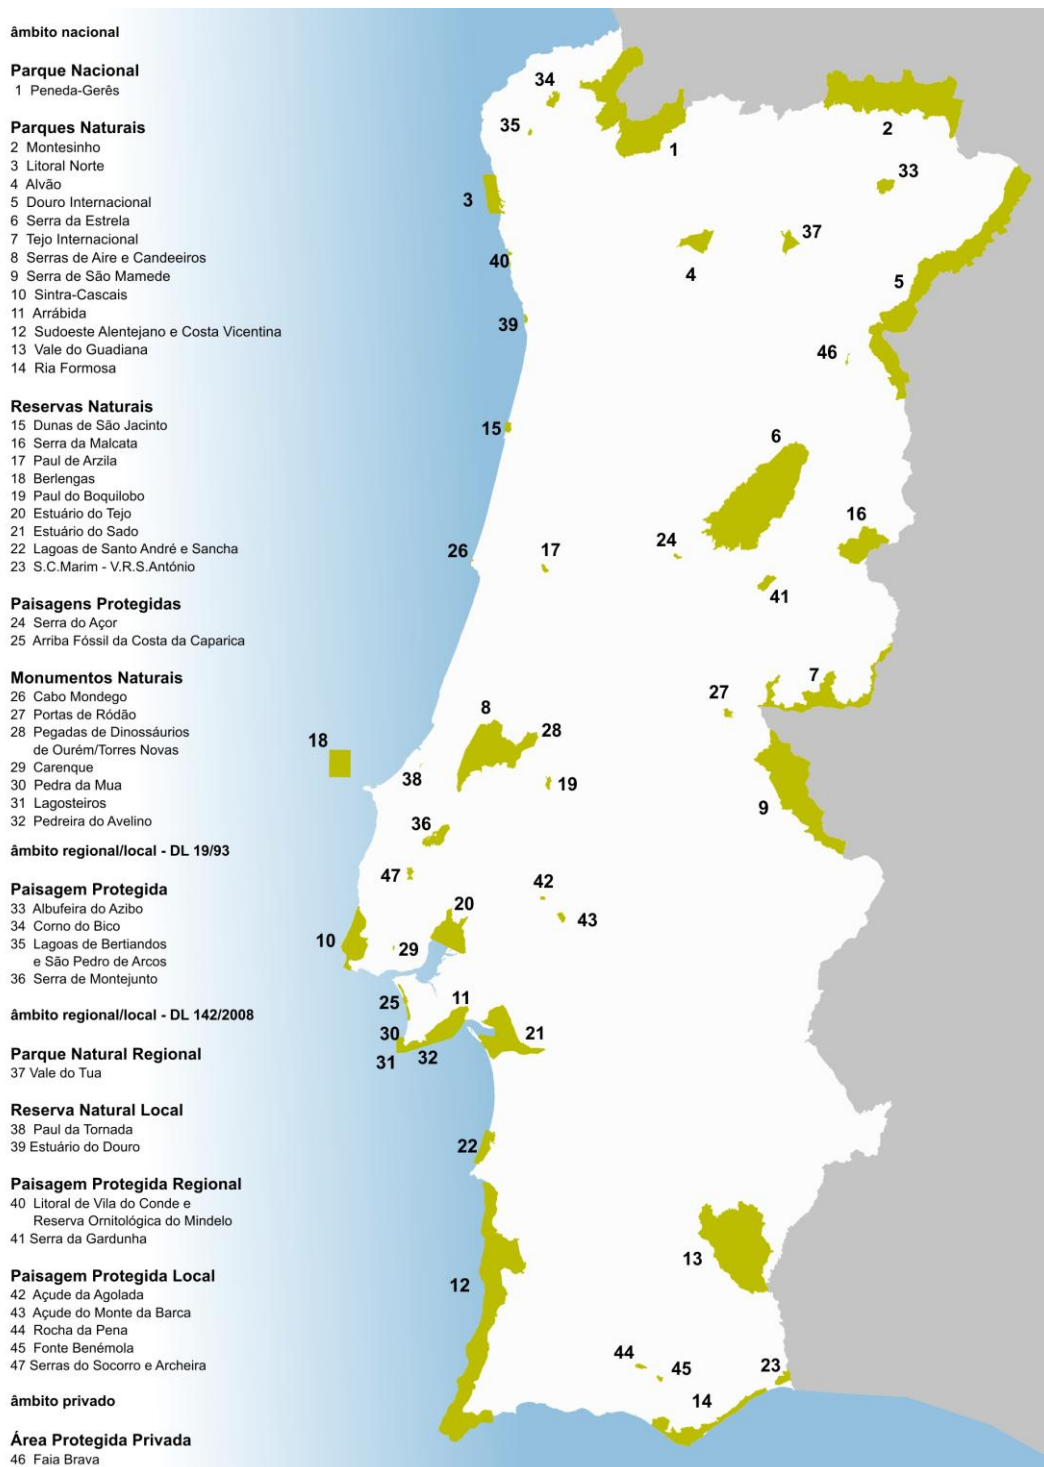 âmbito nacional
Parque Nacional
1 Peneda-Gerês
Parques Naturais
2 Montesinho
3 Litoral Norte
4 Alvão
5 Douro Internacional
6 Serra da Estrela
7 Tejo Internacional
8 Serras de Aire e Candeeiros
9 Serra de São Mamede
10 Sintra-Cascais
11 Arrábida
12 Sudoeste Alentejano e Costa Vicentina
13 Vale do Guadiana
14 Ria Formosa
Reservas Naturais
15 Dunas de São Jacinto
16 Serra da Malcata
17 Paul de Arzila
18 Berlengas
19 Paul do Boquilobo
20 Estuário do Tejo
21 Estuário do Sado
22 Lagoas de Santo André e Sancha
23 S.C.Marim - V.R.S.António
Paisagens Protegidas
24 Serra do Açor
25 Arriba Fóssil da Costa da Caparica
Monumentos Naturais
26 Cabo Mondego
27 Portas de Ródão
28 Pegadas de Dinossáurios
de Ourém/Torres Novas
29 Carenque
30 Pedra da Mua
31 Lagosteiros
32 Pedreira do Avelino
âmbito regional/local - DL 19/93
Paisagem Protegida
33 Albufeira do Azibo
34 Corno do Bico
35 Lagoas de Bertiandos
e São Pedro de Arcos
36 Serra de Montejunto
âmbito regional/local - DL 142/2008
Parque Natural Regional
37 Vale do Tua
Reserva Natural Local
38 Paul da Tornada
39 Estuário do Douro
Paisagem Protegida Regional
40 Litoral de Vila do Conde e
Reserva Ornitológica do Mindelo
41 Serra da Gardunha
Paisagem Protegida Local
42 Açude da Agolada
43 Açude do Monte da Barca
44 Rocha da Pena
45 Fonte Benémola
47 Serras do Socorro e Archeira
âmbito privado
Área Protegida Privada
46 Faia Brava
34
35
1
2
33
3
37
4
40
5
39
46
15
6
16
26
17
24
41
7
27
8
28
18
38
19
9
36
47
42
20
43
10
29
25
11
30
21
31
32
22
13
12
44
45
23
14